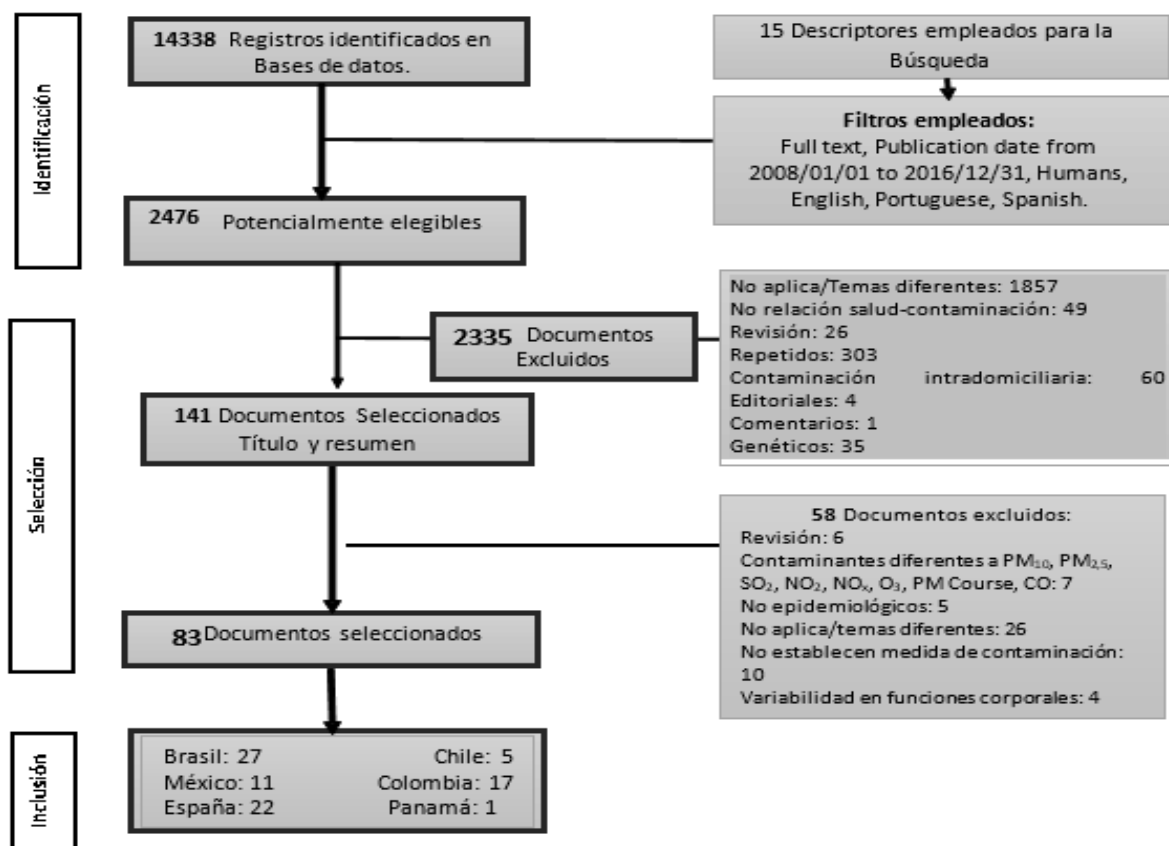 Identificación
14338 Registros identificados en
Bases de datos.
15 Descriptores empleados para la
Búsqueda
Filtros empleados:
Full text, Publication date from
2008/01/01 to 2016/12/31, Humans,
English, Portuguese, Spanish.
2476 Potencialmente elegibles
Selección
2335 Documentos
Excluidos
No aplica/Temas diferentes: 1857
No relación salud-contaminación: 49
Revisión: 26
Repetidos: 303
Contaminación intradomiciliaria: 60
Editoriales: 4
Comentarios: 1
Genéticos: 35
141 Documentos Seleccionados
Título y resumen
58 Documentos excluidos:
Revisión: 6
Contaminantes diferentes a PM₁₀, PM₂,₅,
SO₂, NO₂, NOₓ, O₃, PM Course, CO: 7
No epidemiológicos: 5
No aplica/temas diferentes: 26
No establecen medida de contaminación:
10
Variabilidad en funciones corporales: 4
83 Documentos seleccionados
Inclusión
Brasil: 27 Chile: 5
México: 11 Colombia: 17
España: 22 Panamá: 1